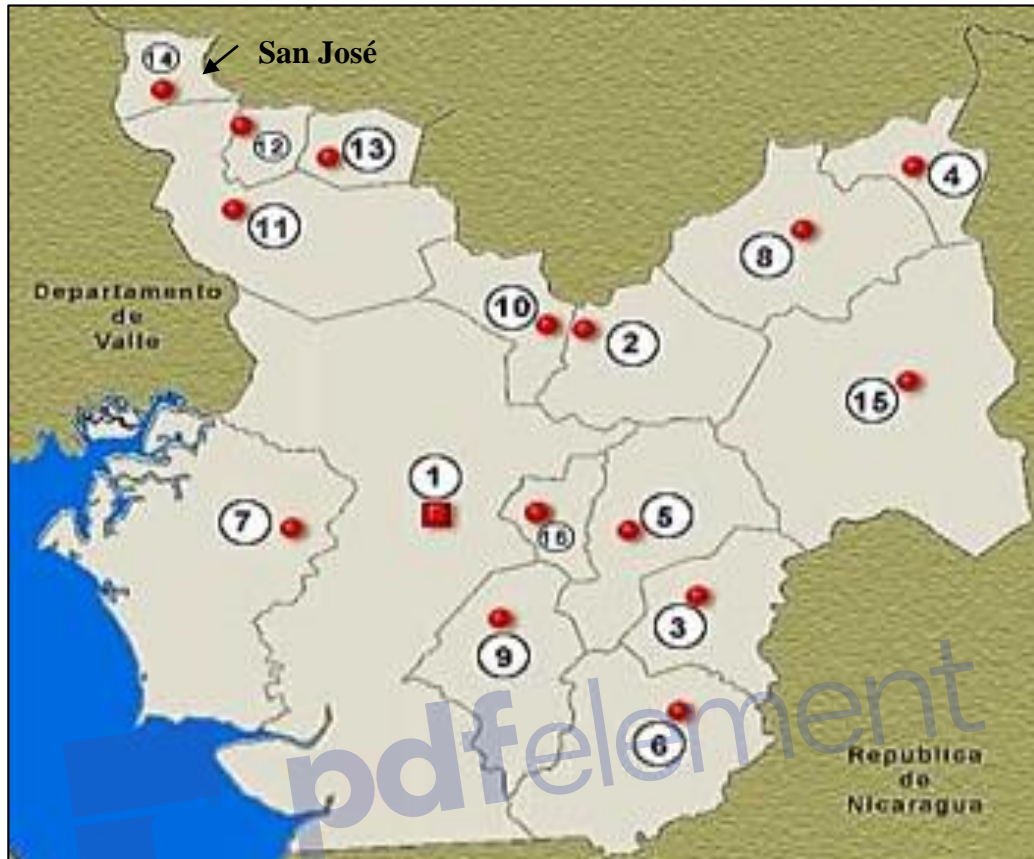 14
San José
12
13
4
11
8
Departamento
de
Valle
10
2
15
1
7
16
5
3
9
6
pdfelement
Republica
de
Nicaragua